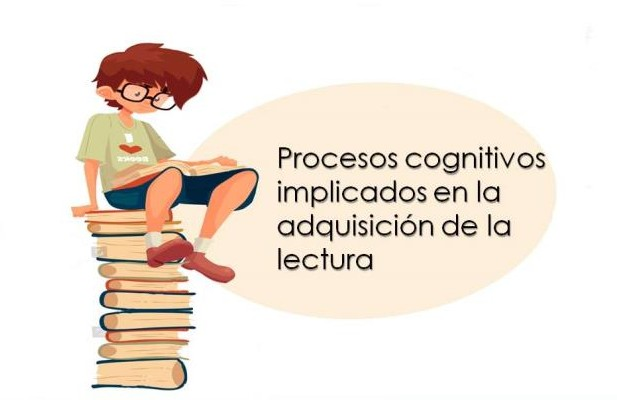 I
Procesos cognitivos
implicados en la
adquisición de la
lectura